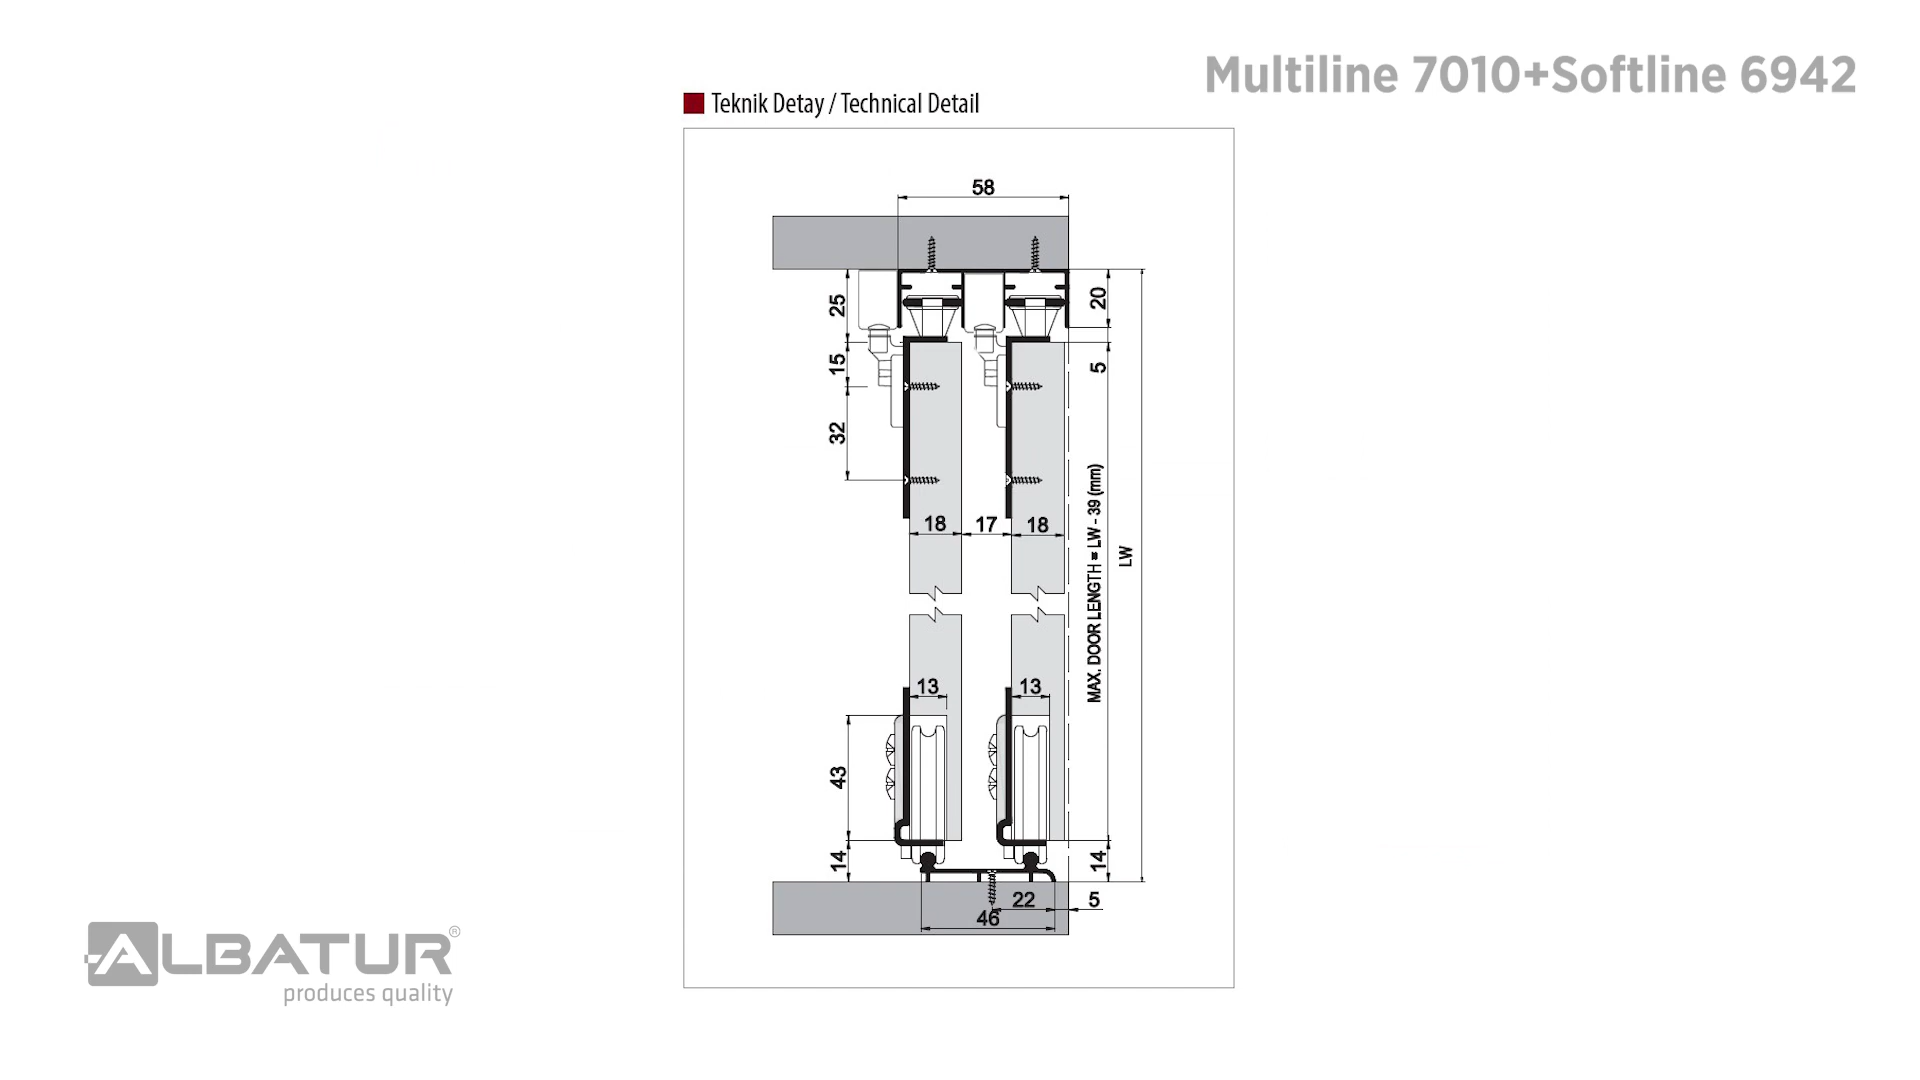 Multiline 7010+Softline 6942
Teknik Detay / Technical Detail
58
25
20
15
5
32
18
17
18
MAX. DOOR LENGTH = LW - 39 (mm)
LW
13
13
43
14
14
22
5
46
ALBATUR®
produces quality